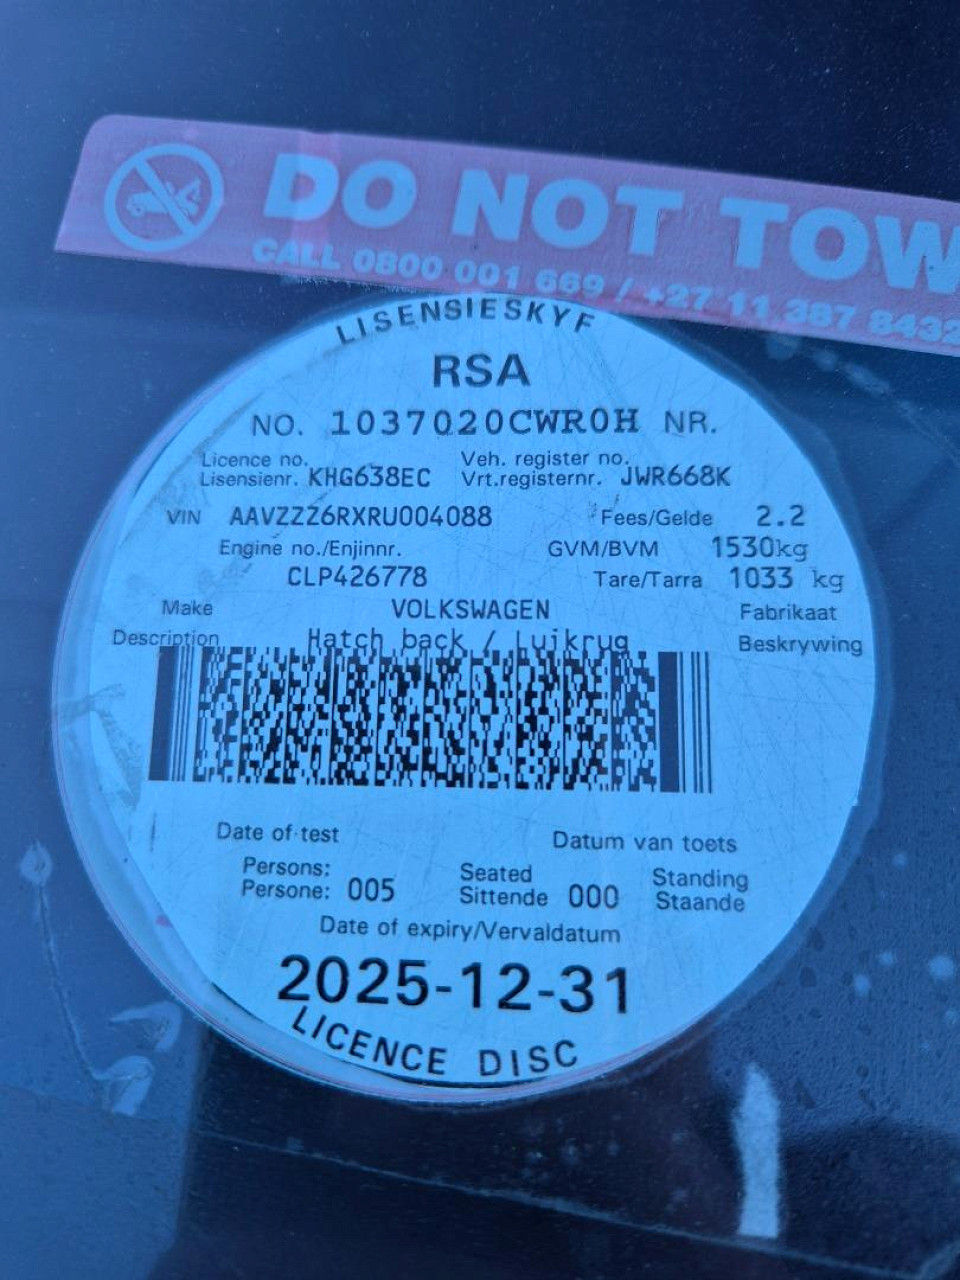 DO NOT TOW
CALL 0800 001 669 / +27 11 387 8432
LISENSIESKYF
RSA
NO. 1037020CWR0H NR.
Licence no. Veh. register no.
Lisensienr. KHG638EC Vrt.registernr. JWR668K
VIN AAVZZZ6RXRU004088 Fees/Gelde 2.2
Engine no./Enjinnr. GVM/BVM 1530kg
CLP426778 Tare/Tarra 1033 kg
Make VOLKSWAGEN Fabrikaat
Description Hatch back / Luikrug Beskrywing
Date of test Datum van toets
Persons: Seated Standing
Persone: 005 Sittende 000 Staande
Date of expiry/Vervaldatum
2025-12-31
LICENCE DISC